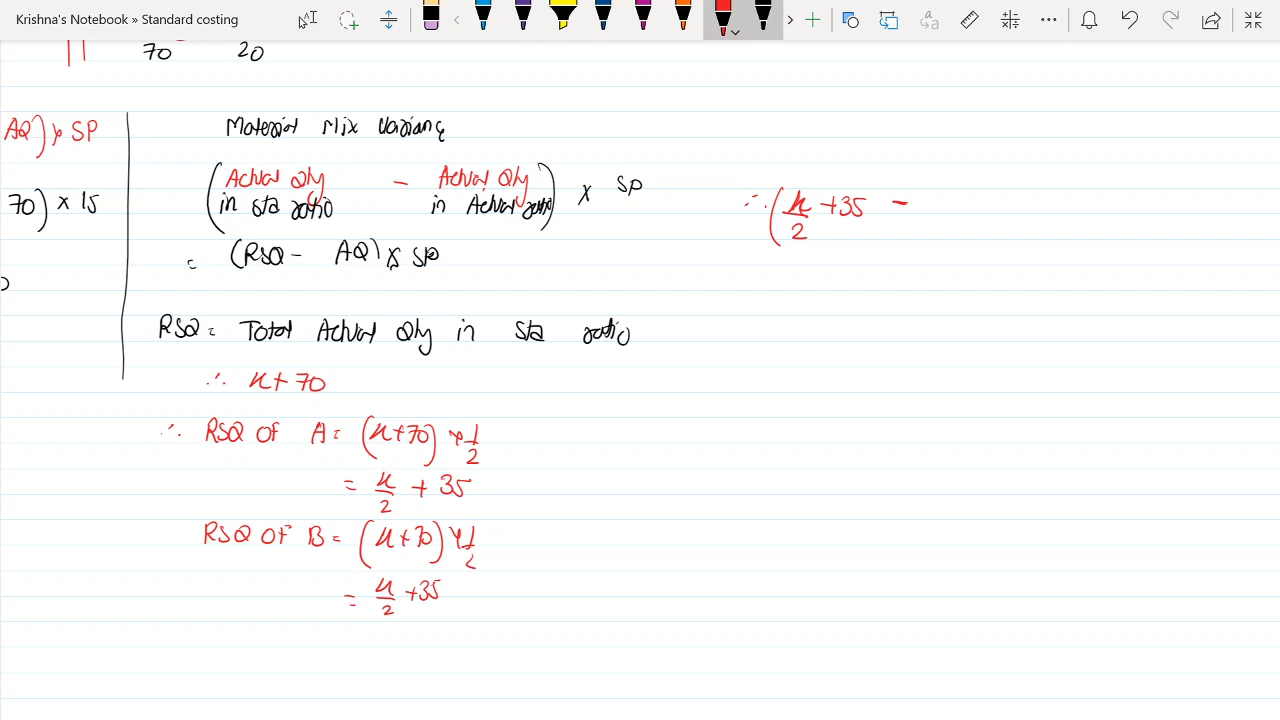 Krishna's Notebook » Standard costing
70 20
AQ) x SP
70) x 15
Material Mix Variance
(Actual Qty in std ratio - Actual Qty in Actual ratio) x SP
= (RSQ - AQ) x SP
RSQ = Total Actual Qty in std ratio
∴ x + 70
∴ RSQ of A = (x+70) x 1/2
= x/2 + 35
RSQ of B = (x+70) x 1/2
= x/2 + 35
∴ (x/2 + 35 -